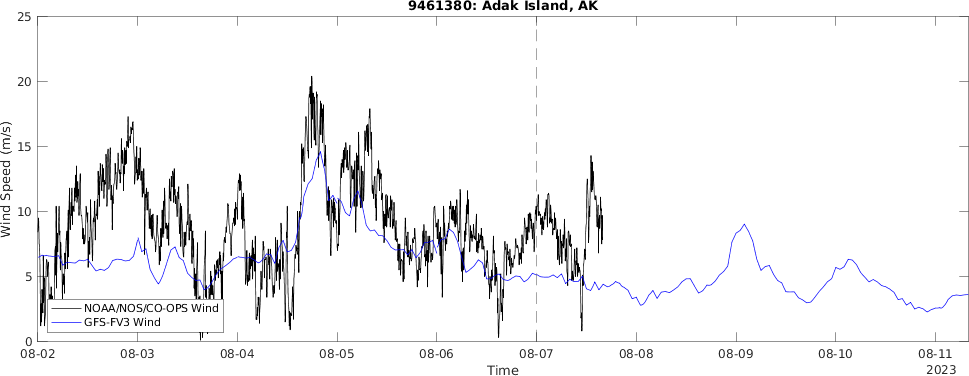 9461380: Adak Island, AK
25
20
15
10
5
0
Wind Speed (m/s)
NOAA/NOS/CO-OPS Wind
GFS-FV3 Wind
08-02 08-03 08-04 08-05 08-06 08-07 08-08 08-09 08-10 08-11
Time
2023